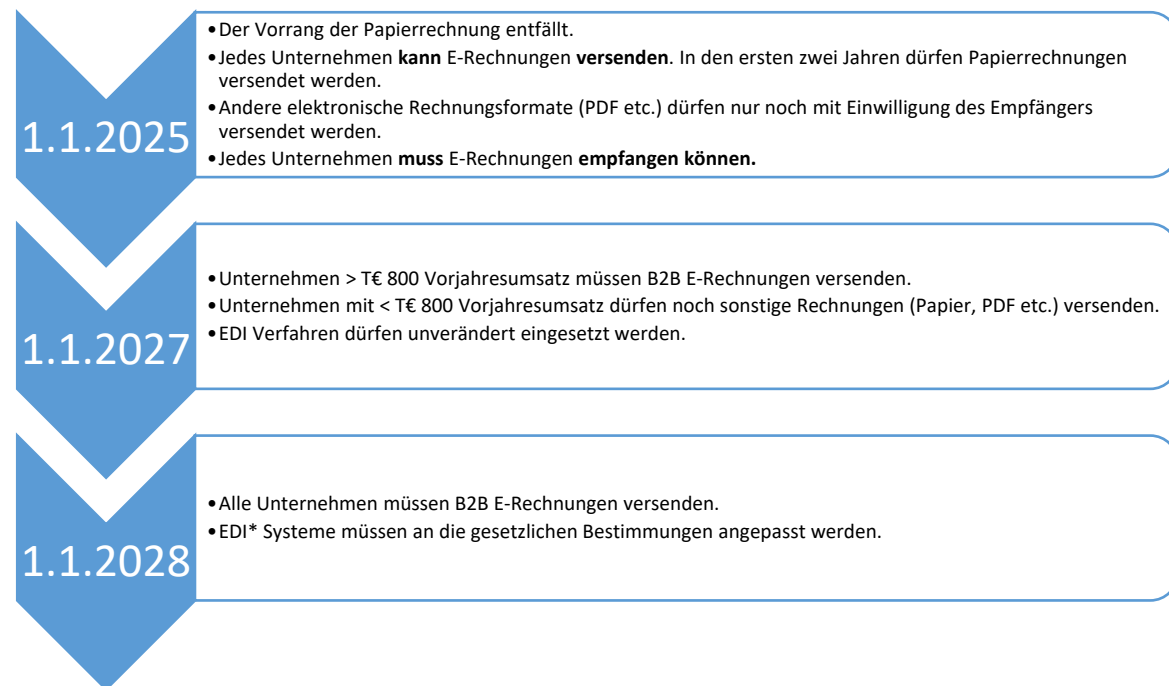 1.1.2025
•Der Vorrang der Papierrechnung entfällt.
•Jedes Unternehmen kann E-Rechnungen versenden. In den ersten zwei Jahren dürfen Papierrechnungen
versendet werden.
•Andere elektronische Rechnungsformate (PDF etc.) dürfen nur noch mit Einwilligung des Empfängers
versendet werden.
•Jedes Unternehmen muss E-Rechnungen empfangen können.
1.1.2027
•Unternehmen > T€ 800 Vorjahresumsatz müssen B2B E-Rechnungen versenden.
•Unternehmen mit < T€ 800 Vorjahresumsatz dürfen noch sonstige Rechnungen (Papier, PDF etc.) versenden.
•EDI Verfahren dürfen unverändert eingesetzt werden.
1.1.2028
•Alle Unternehmen müssen B2B E-Rechnungen versenden.
•EDI* Systeme müssen an die gesetzlichen Bestimmungen angepasst werden.